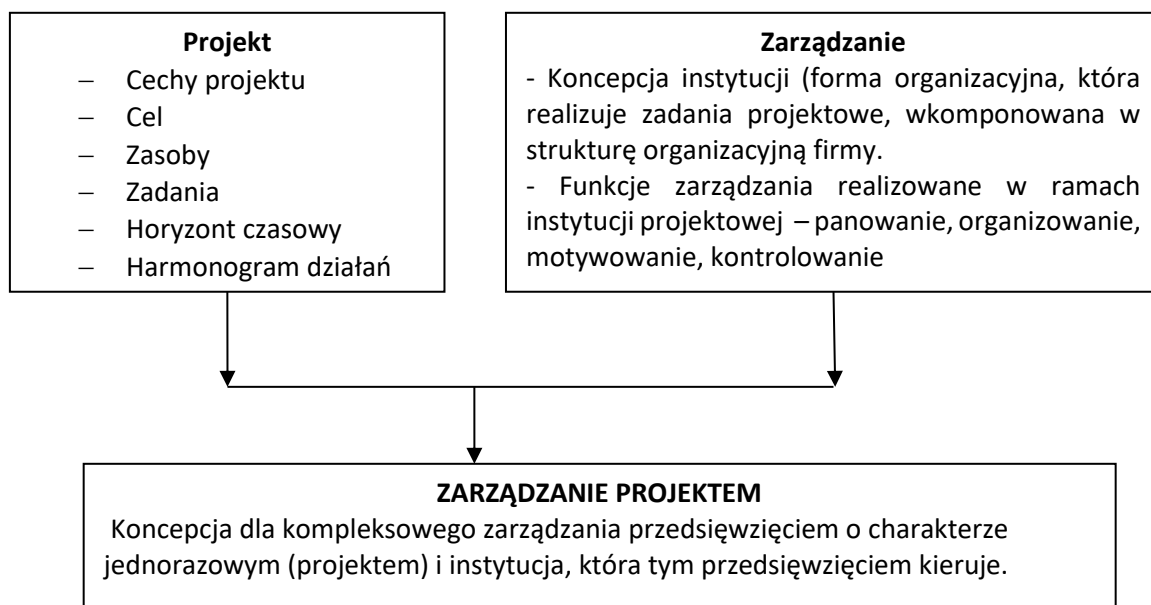 Projekt
– Cechy projektu
– Cel
– Zasoby
– Zadania
– Horyzont czasowy
– Harmonogram działań
Zarządzanie
- Koncepcja instytucji (forma organizacyjna, która
realizuje zadania projektowe, wkomponowana w
strukturę organizacyjną firmy.
- Funkcje zarządzania realizowane w ramach
instytucji projektowej – panowanie, organizowanie,
motywowanie, kontrolowanie
ZARZĄDZANIE PROJEKTEM
Koncepcja dla kompleksowego zarządzania przedsięwzięciem o charakterze
jednorazowym (projektem) i instytucja, która tym przedsięwzięciem kieruje.